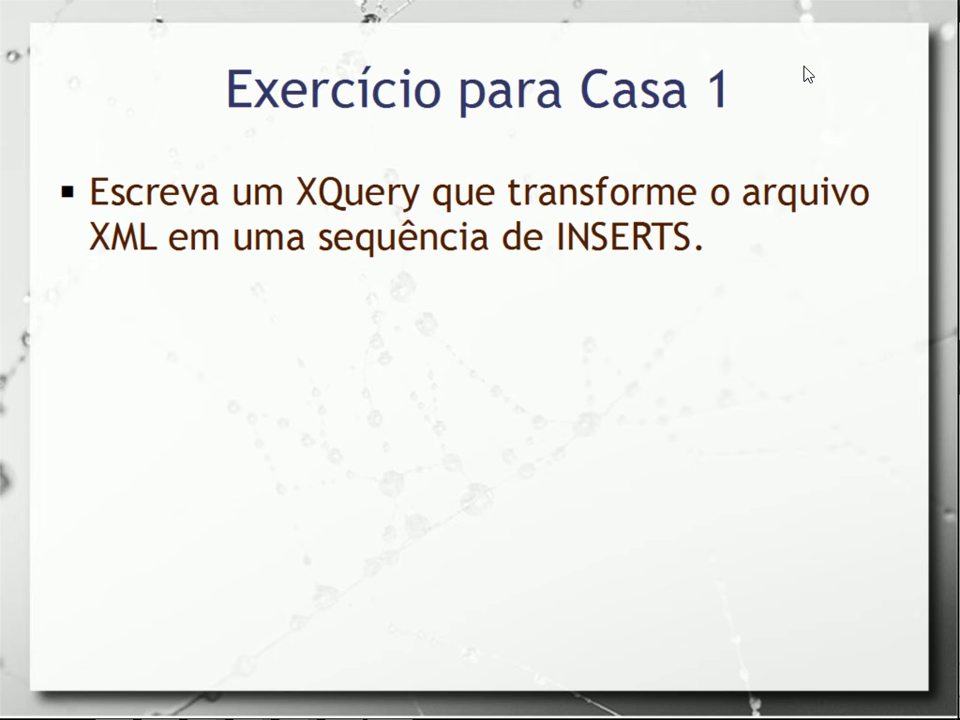 Exercício para Casa 1
Escreva um XQuery que transforme o arquivo
XML em uma sequência de INSERTS.